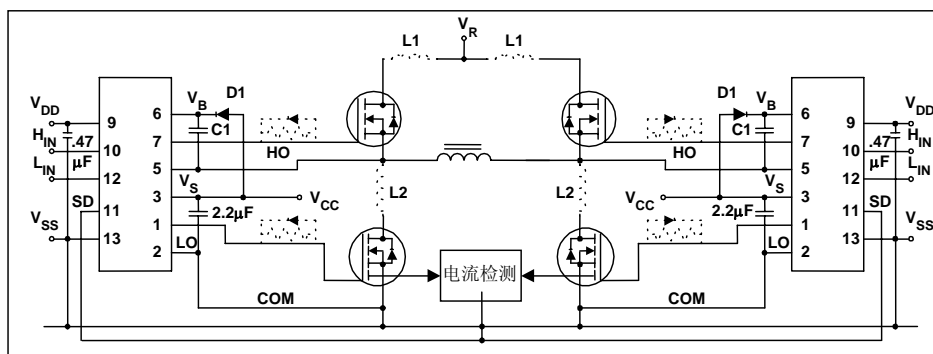 V_R
L1 L1
D1 D1
V_B V_B
V_DD 9 6 C1 C1 6 9 V_DD
H_IN .47 7 HO HO 7 .47 H_IN
10 μF 5 5 μF 10
L_IN 12 V_S L2 L2 V_S 12 L_IN
SD 11 3 V_CC V_CC 3 11 SD
2.2μF 2.2μF
V_SS 13 1 1 13 V_SS
2 LO 电流检测 LO 2
COM COM